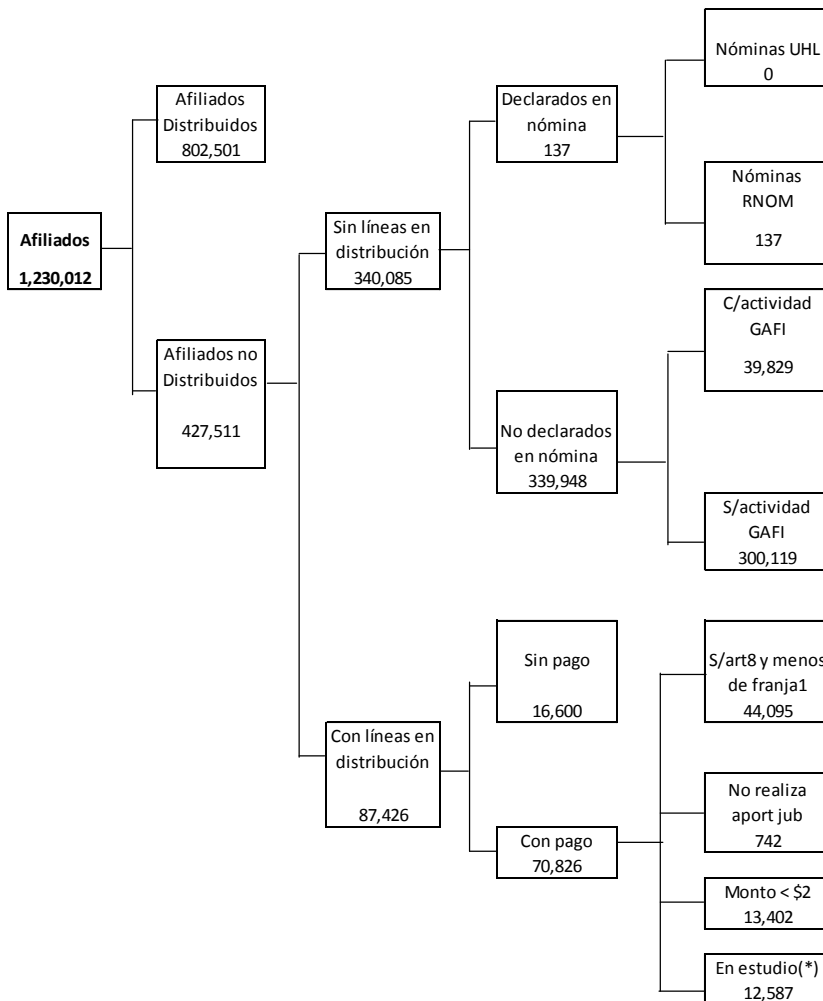 Afiliados
1,230,012
Afiliados
Distribuidos
802,501
Afiliados no
Distribuidos
427,511
Sin líneas en
distribución
340,085
Con líneas en
distribución
87,426
Declarados en
nómina
137
No declarados
en nómina
339,948
Sin pago
16,600
Con pago
70,826
Nóminas UHL
0
Nóminas
RNOM
137
C/actividad
GAFI
39,829
S/actividad
GAFI
300,119
S/art8 y menos
de franja1
44,095
No realiza
aport jub
742
Monto < $2
13,402
En estudio(*)
12,587